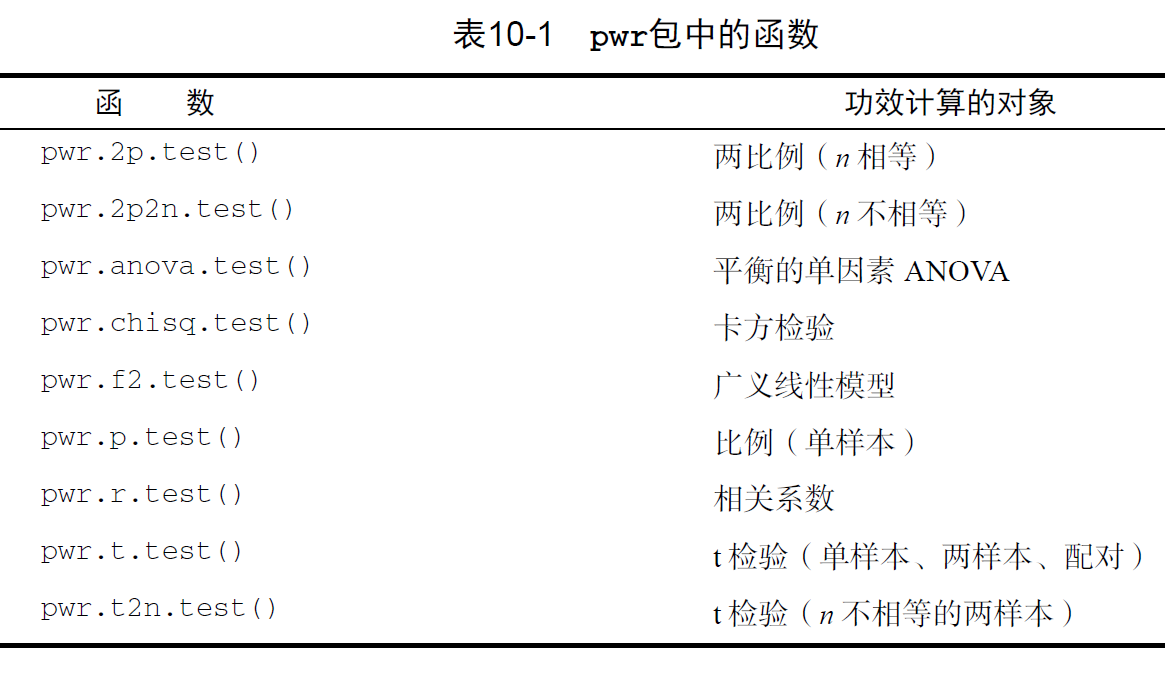 表10-1 pwr包中的函数
函 数 功效计算的对象
pwr.2p.test() 两比例（n 相等）
pwr.2p2n.test() 两比例（n 不相等）
pwr.anova.test() 平衡的单因素 ANOVA
pwr.chisq.test() 卡方检验
pwr.f2.test() 广义线性模型
pwr.p.test() 比例（单样本）
pwr.r.test() 相关系数
pwr.t.test() t 检验（单样本、两样本、配对）
pwr.t2n.test() t 检验（n 不相等的两样本）